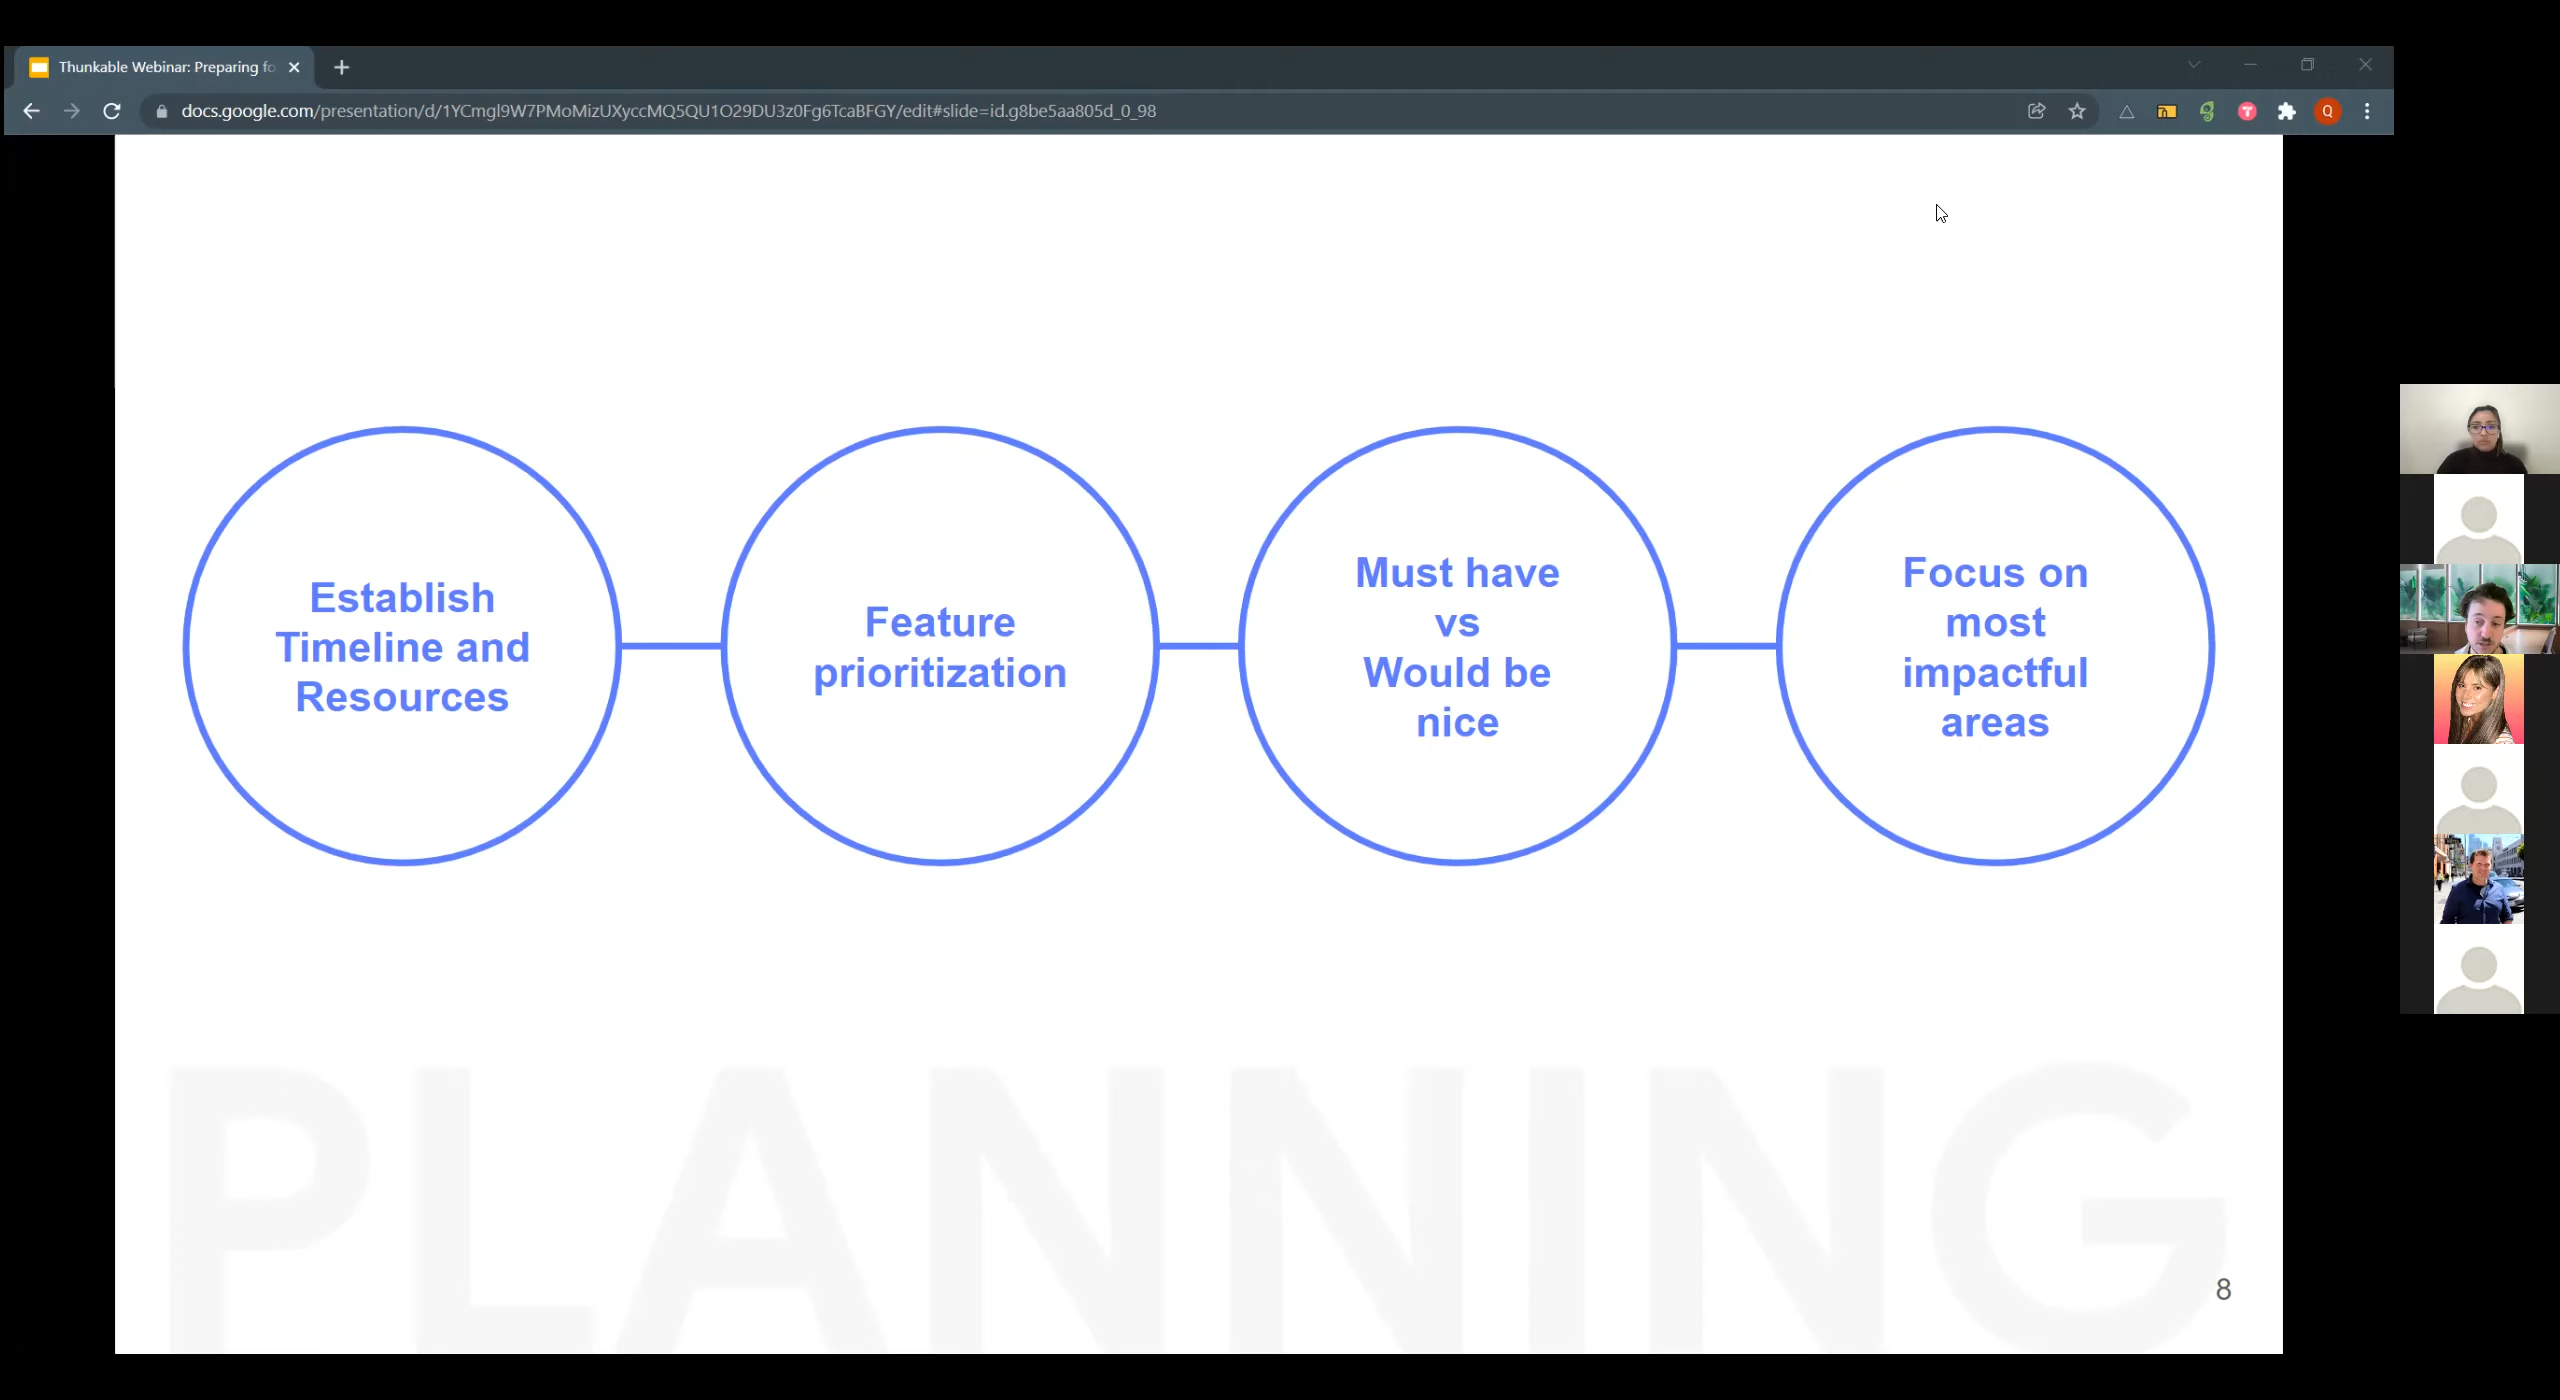 Thunkable Webinar: Preparing fo
docs.google.com/presentation/d/1YCmgl9W7PMoMizUXyccMQ5QU1O29DU3z0Fg6TcaBFGY/edit#slide=id.g8be5aa805d_0_98
Q
Establish
Timeline and
Resources
Feature
prioritization
Must have
vs
Would be
nice
Focus on
most
impactful
areas
PLANNING
8